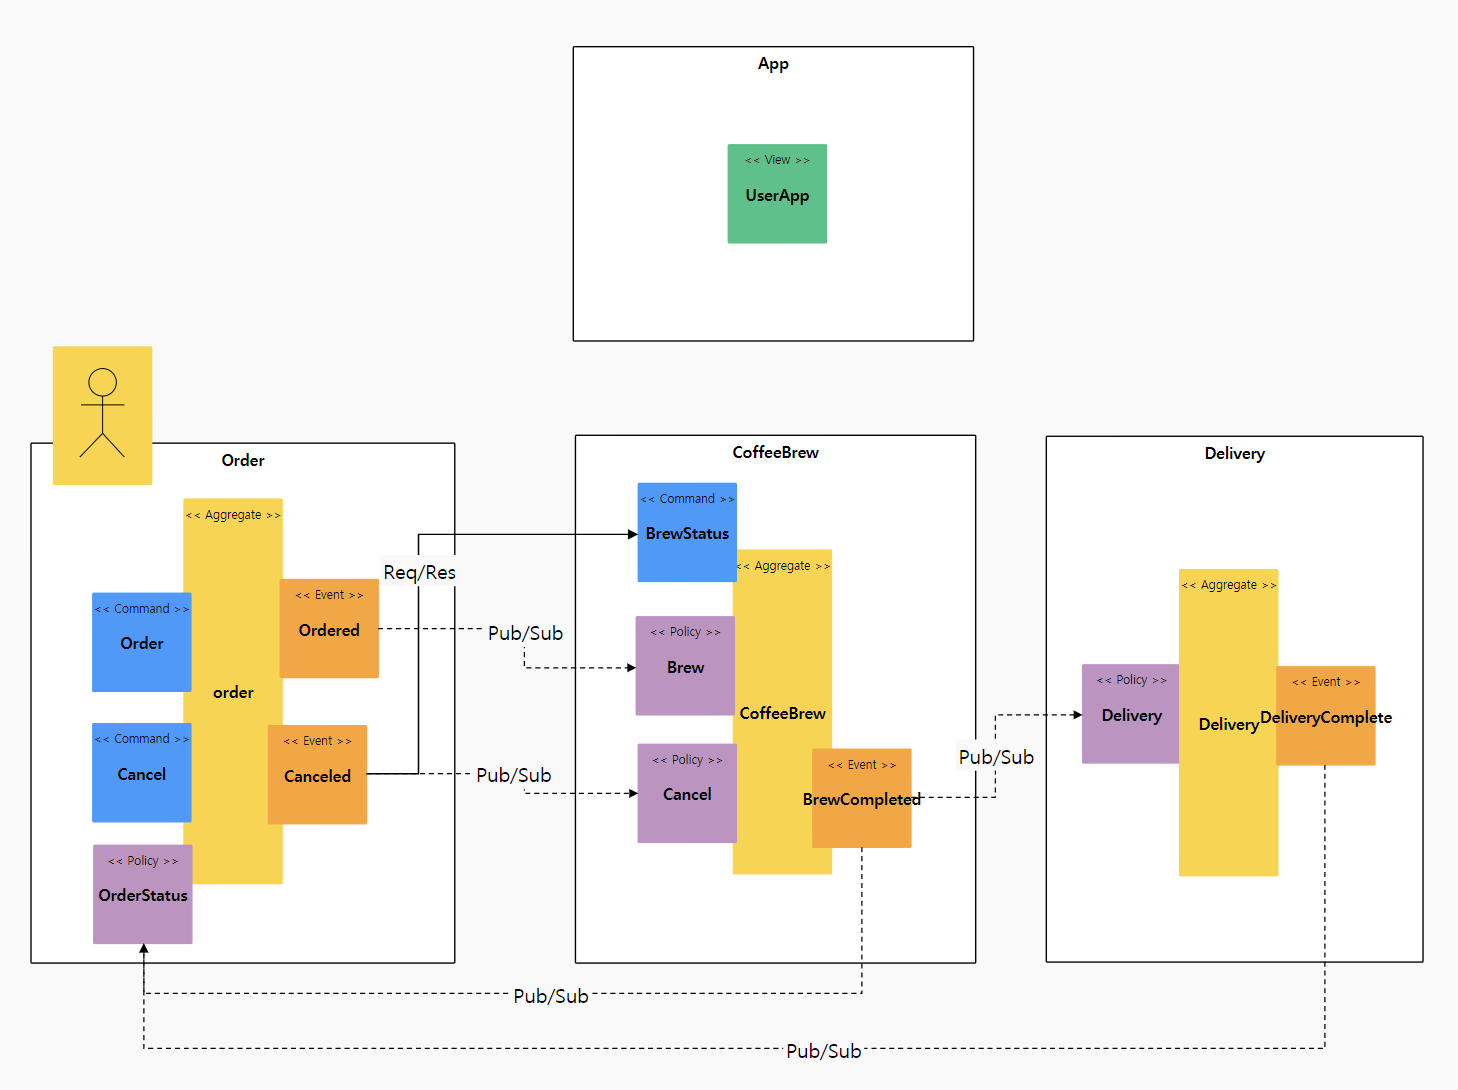 App
<< View >>
UserApp
Order
<< Aggregate >>
order
<< Command >>
Order
<< Command >>
Cancel
<< Policy >>
OrderStatus
<< Event >>
Ordered
<< Event >>
Canceled
Req/Res
Pub/Sub
Pub/Sub
CoffeeBrew
<< Command >>
BrewStatus
<< Aggregate >>
CoffeeBrew
<< Policy >>
Brew
<< Policy >>
Cancel
<< Event >>
BrewCompleted
Pub/Sub
Delivery
<< Aggregate >>
Delivery
<< Policy >>
Delivery
<< Event >>
DeliveryComplete
Pub/Sub
Pub/Sub